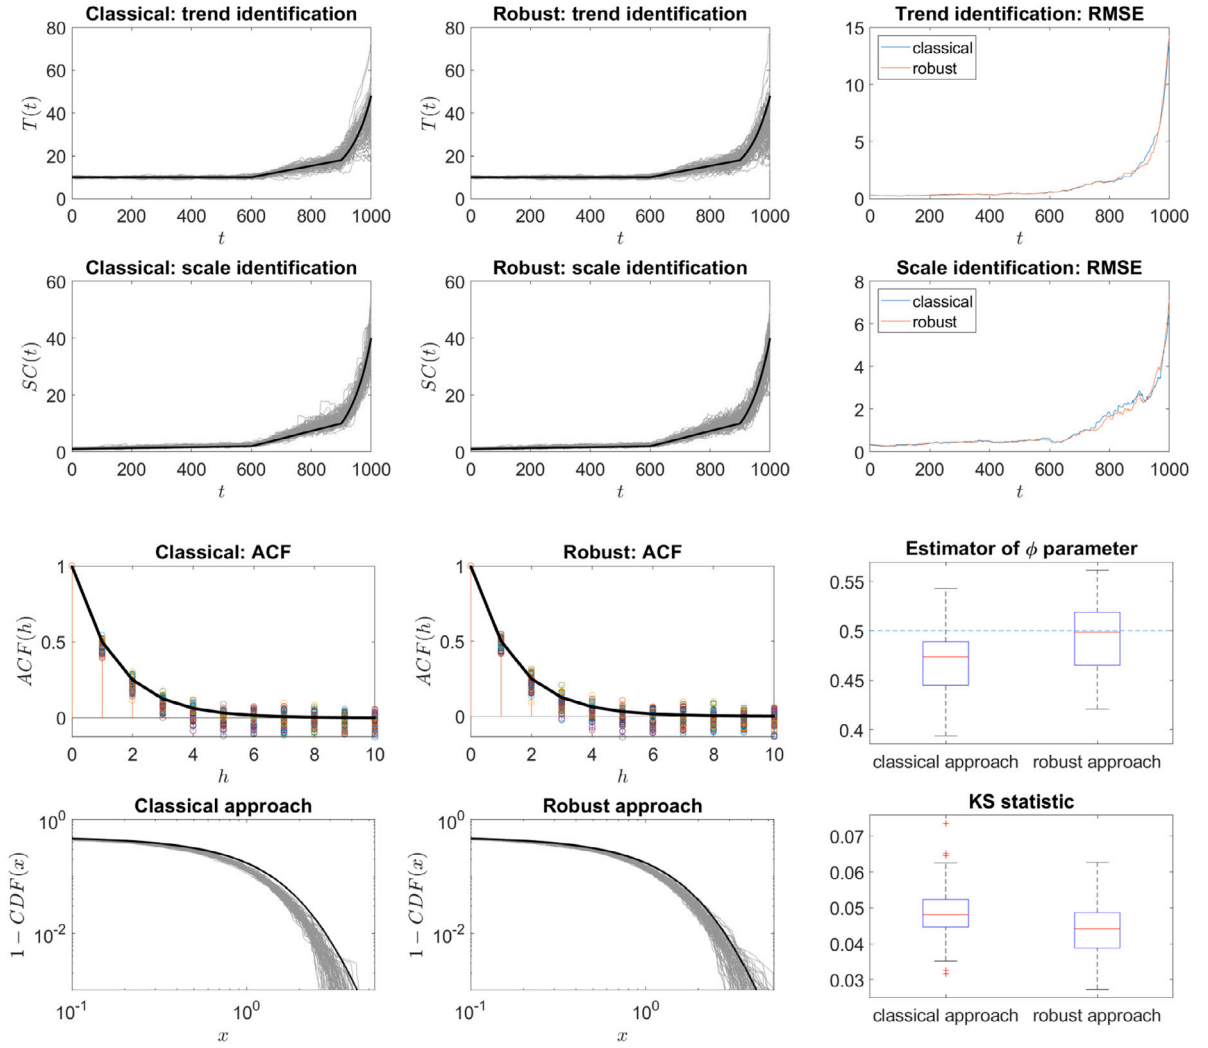 Classical: trend identification
Robust: trend identification
Trend identification: RMSE
80
60
40
20
0
T(t)
0 200 400 600 800 1000
t
80
60
40
20
0
T(t)
0 200 400 600 800 1000
t
15
10
5
0
classical
robust
0 200 400 600 800 1000
t
Classical: scale identification
Robust: scale identification
Scale identification: RMSE
60
40
20
0
SC(t)
0 200 400 600 800 1000
t
60
40
20
0
SC(t)
0 200 400 600 800 1000
t
8
6
4
2
0
classical
robust
0 200 400 600 800 1000
t
Classical: ACF
Robust: ACF
Estimator of ϕ parameter
1
0.5
0
ACF(h)
0 2 4 6 8 10
h
1
0.5
0
ACF(h)
0 2 4 6 8 10
h
0.55
0.5
0.45
0.4
classical approach robust approach
Classical approach
Robust approach
KS statistic
10^0
10^-2
1 − CDF(x)
10^-1 10^0
x
10^0
10^-2
1 − CDF(x)
10^-1 10^0
x
0.07
0.06
0.05
0.04
0.03
classical approach robust approach